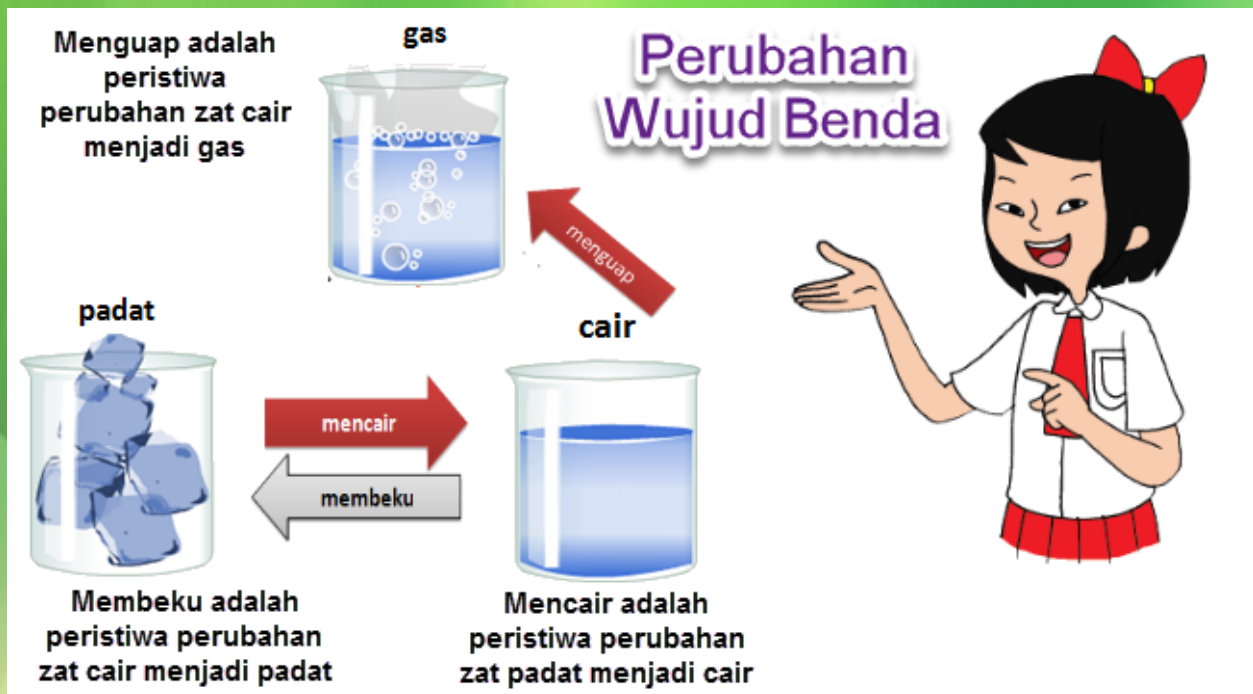 Menguap adalah
peristiwa
perubahan zat cair
menjadi gas
gas
Perubahan
Wujud Benda
menguap
padat
cair
mencair
membeku
Membeku adalah
peristiwa perubahan
zat cair menjadi padat
Mencair adalah
peristiwa perubahan
zat padat menjadi cair